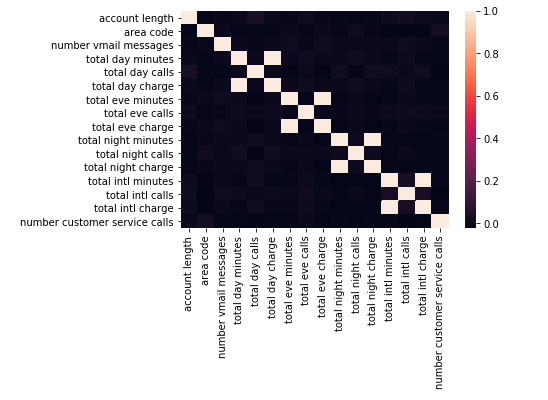 account length
area code
number vmail messages
total day minutes
total day calls
total day charge
total eve minutes
total eve calls
total eve charge
total night minutes
total night calls
total night charge
total intl minutes
total intl calls
total intl charge
number customer service calls
account length
area code
number vmail messages
total day minutes
total day calls
total day charge
total eve minutes
total eve calls
total eve charge
total night minutes
total night calls
total night charge
total intl minutes
total intl calls
total intl charge
number customer service calls
1.0
0.8
0.6
0.4
0.2
0.0